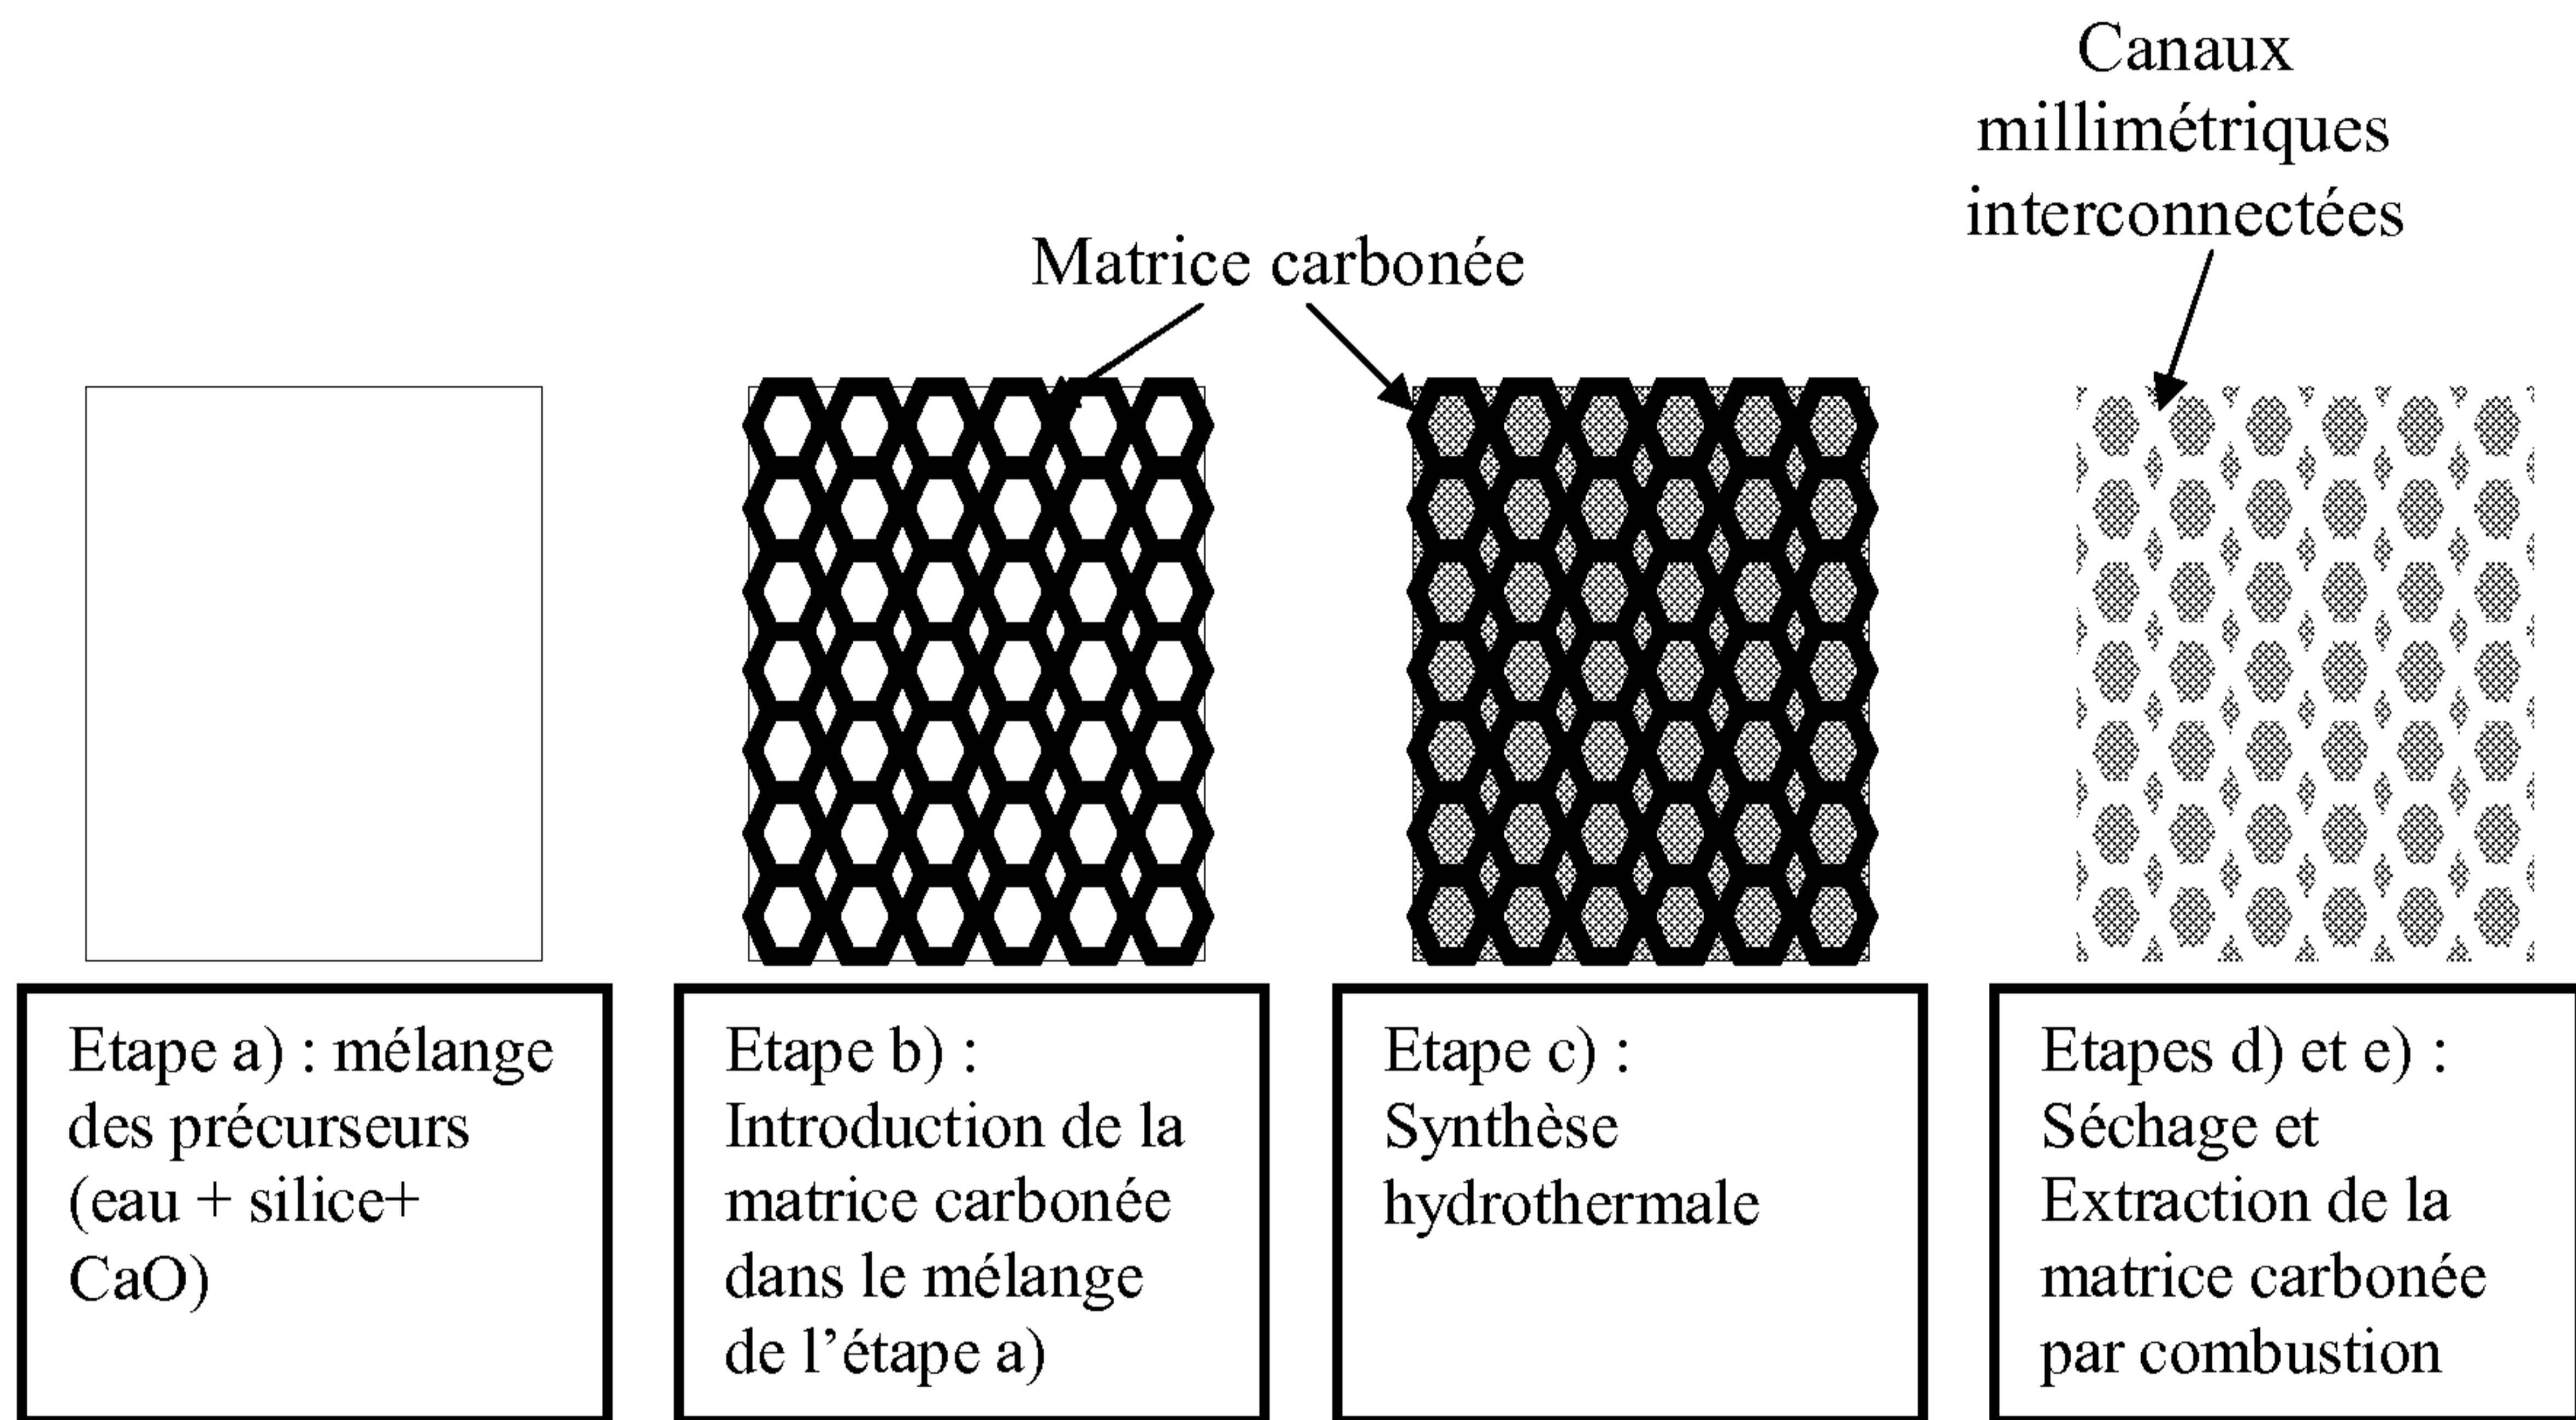 Canaux
millimétriques
interconnectées
Matrice carbonée
Etape a) : mélange
des précurseurs
(eau + silice+
CaO)
Etape b) :
Introduction de la
matrice carbonée
dans le mélange
de l’étape a)
Etape c) :
Synthèse
hydrothermale
Etapes d) et e) :
Séchage et
Extraction de la
matrice carbonée
par combustion